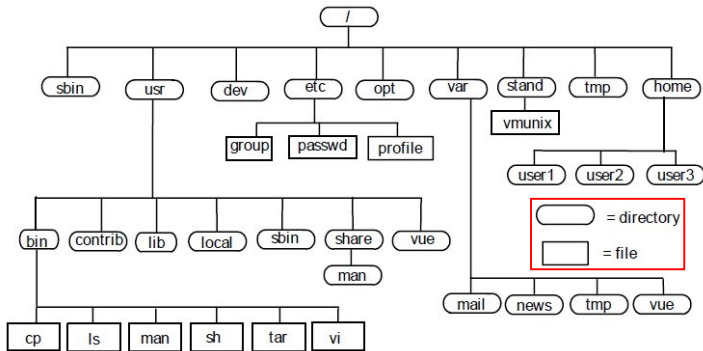 /
sbin usr dev etc opt var stand tmp home
group passwd profile vmunix
user1 user2 user3
bin contrib lib local sbin share vue
man
= directory
= file
mail news tmp vue
cp ls man sh tar vi